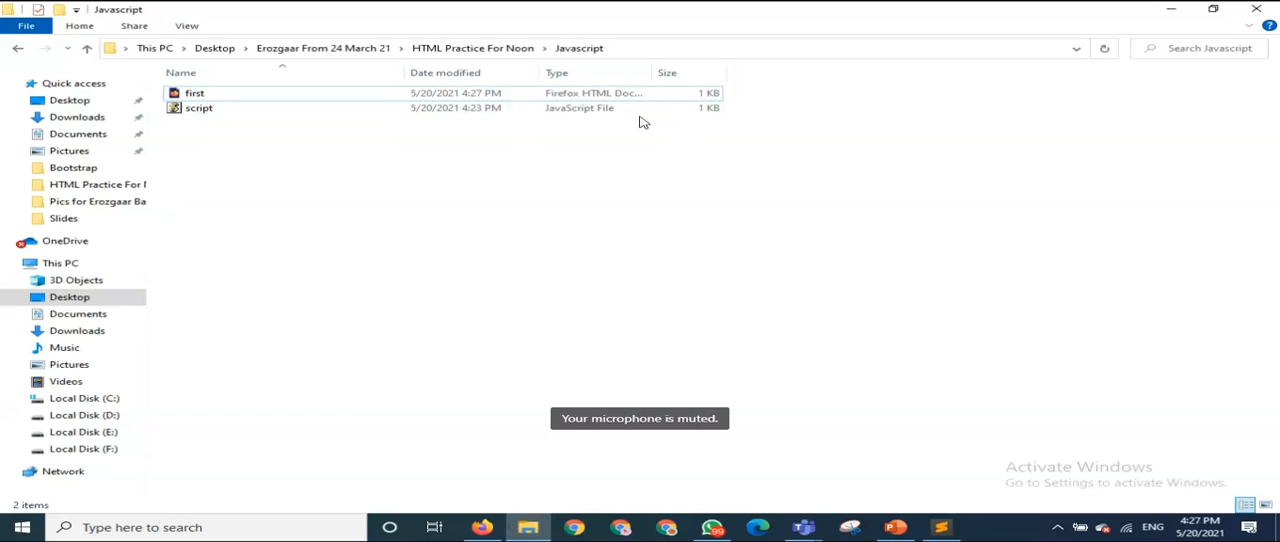 Javascript
File Home Share View
This PC Desktop Erozgaar From 24 March 21 HTML Practice For Noon Javascript
Search Javascript
Name Date modified Type Size
Quick access
Desktop
Downloads
Documents
Pictures
Bootstrap
HTML Practice For N
Pics for Erozgaar Ba
Slides
OneDrive
This PC
3D Objects
Desktop
Documents
Downloads
Music
Pictures
Videos
Local Disk (C:)
Local Disk (D:)
Local Disk (E:)
Local Disk (F:)
Network
first 5/20/2021 4:27 PM Firefox HTML Doc... 1 KB
script 5/20/2021 4:23 PM JavaScript File 1 KB
Your microphone is muted.
Activate Windows
Go to Settings to activate Windows.
2 items
Type here to search
99
ENG
4:27 PM
5/20/2021